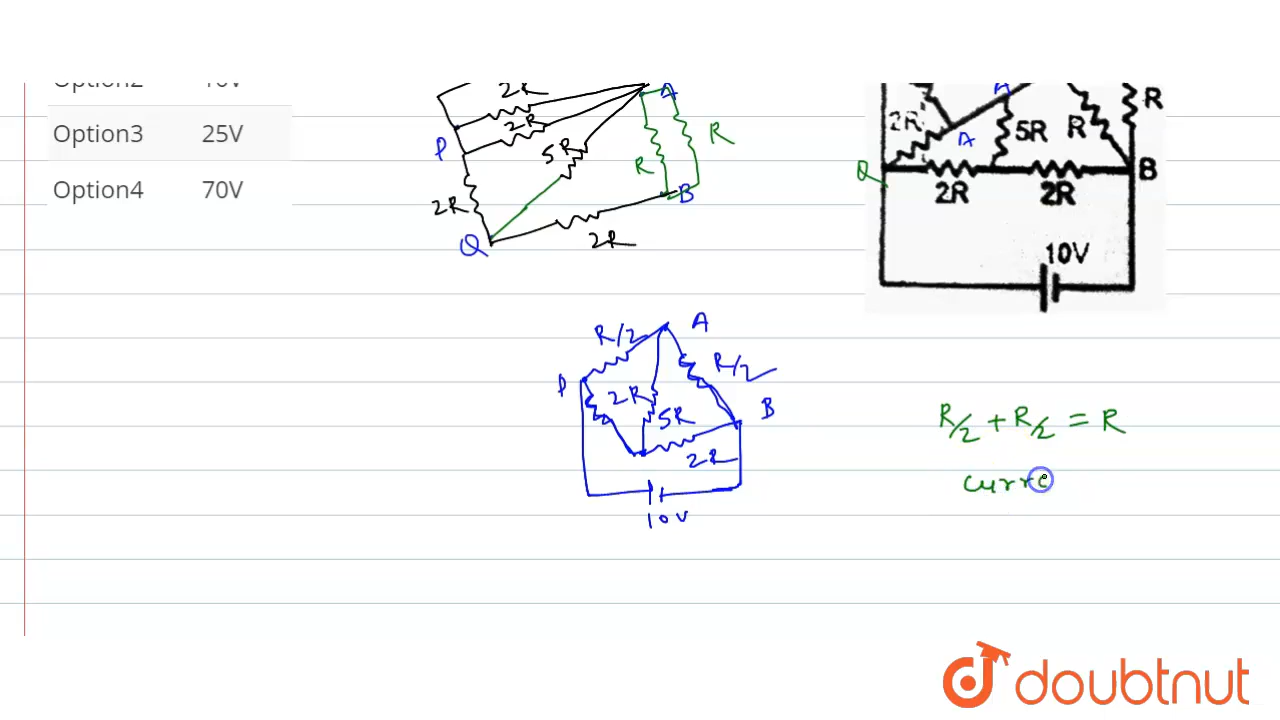 Option3 25V
Option4 70V
2R
A
2R
P
5R
R
R
2R
B
Q
2R
A
R
2R
A
5R
R
Q
B
2R
2R
10V
R/2
A
P
R/2
2R
5R
B
2R
10V
R/2 + R/2 = R
curre
doubtnut